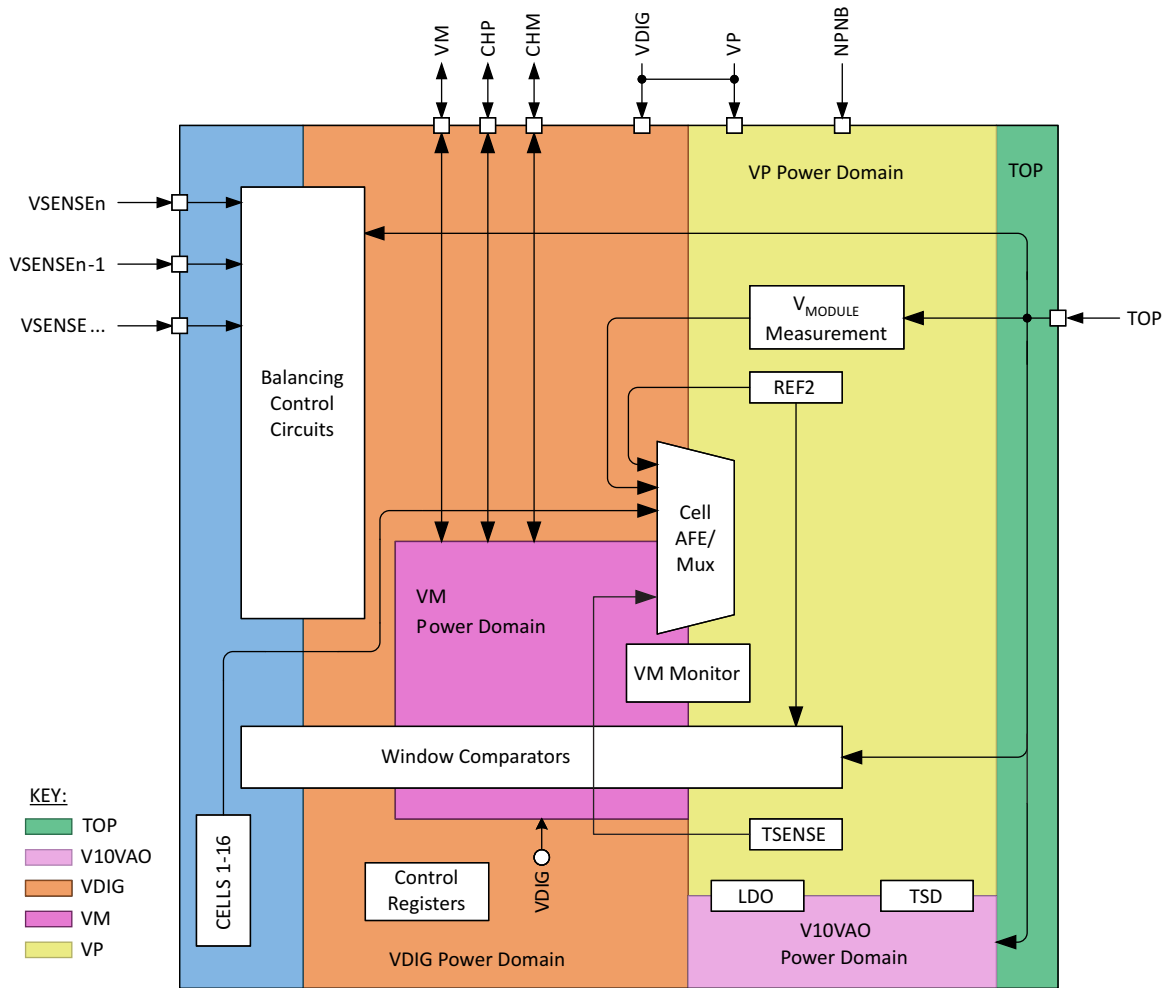 VM
CHP
CHM
VDIG
VP
NPNB
VP Power Domain
TOP
VSENSEn
VSENSEn-1
VSENSE ...
Balancing
Control
Circuits
VMODULE
Measurement
TOP
REF2
Cell
AFE/
Mux
VM
Power Domain
VM Monitor
Window Comparators
KEY:
TOP
V10VAO
VDIG
VM
VP
CELLS 1-16
Control
Registers
VDIG
TSENSE
LDO
TSD
V10VAO
Power Domain
VDIG Power Domain